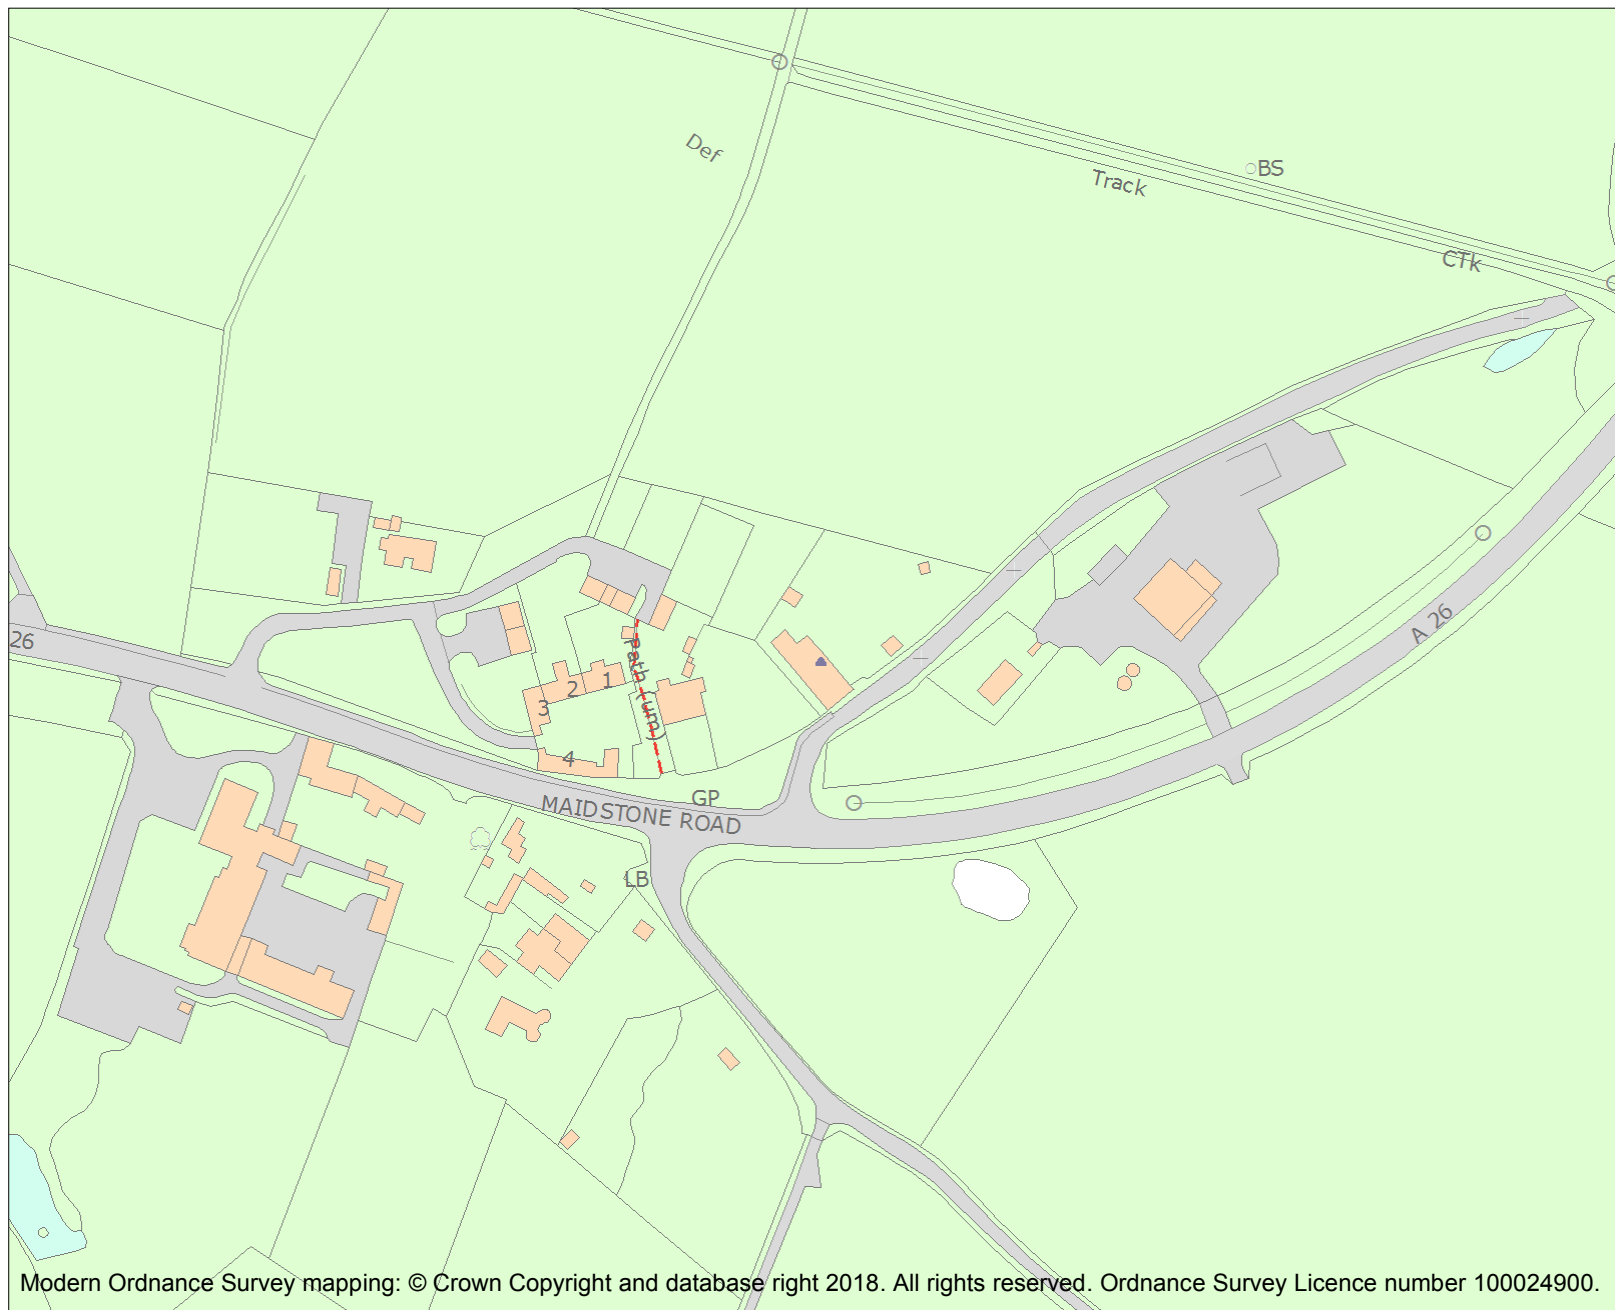 Def
BS
Track
CTk
A 26
26
Path (um)
1
2
3
4
GP
MAIDSTONE ROAD
LB
Modern Ordnance Survey mapping: © Crown Copyright and database right 2018. All rights reserved. Ordnance Survey Licence number 100024900.